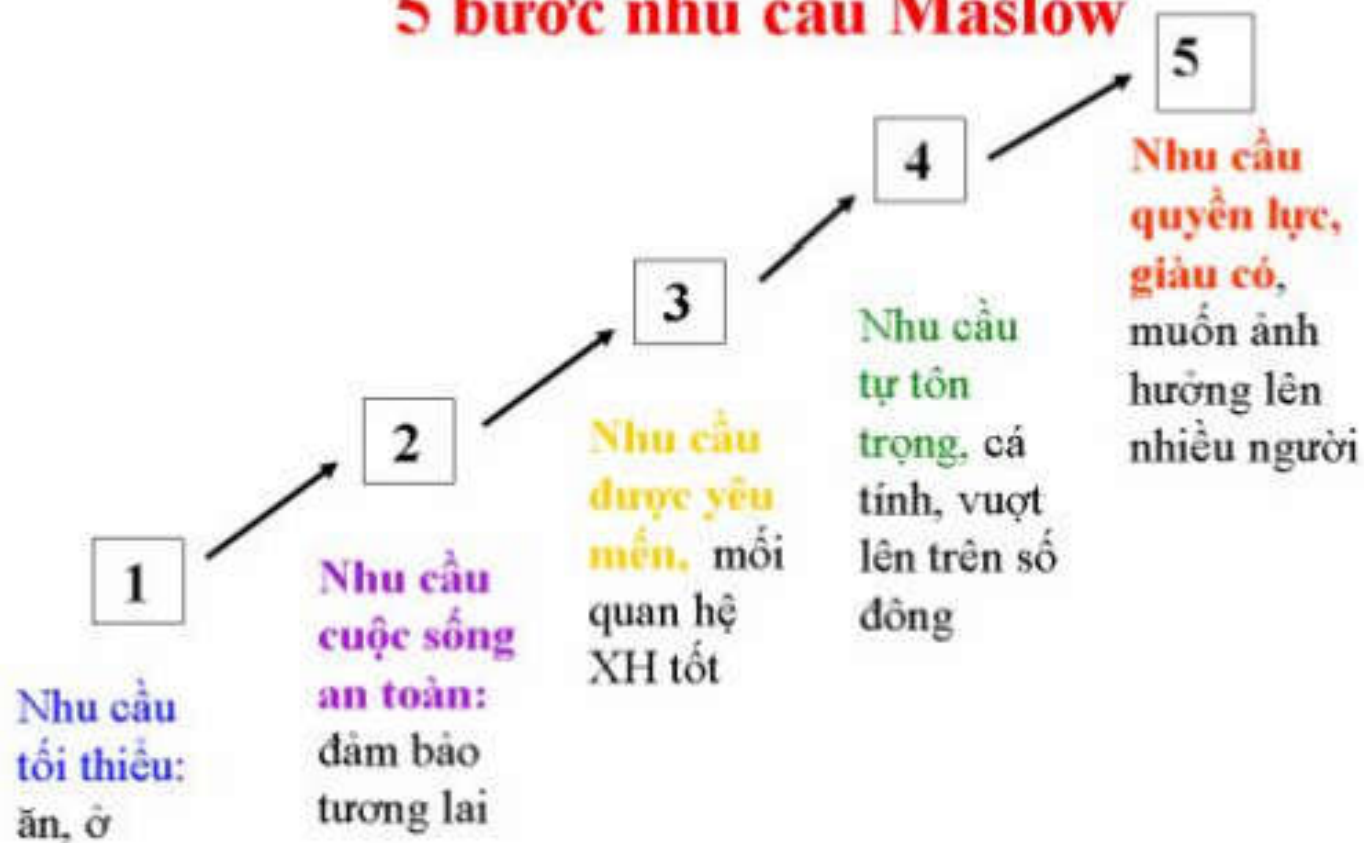 5 bước nhu cầu Maslow
1
Nhu cầu
tối thiểu:
ăn, ở
2
Nhu cầu
cuộc sống
an toàn:
đảm bảo
tương lai
3
Nhu cầu
được yêu
mến, mối
quan hệ
XH tốt
4
Nhu cầu
tự tôn
trọng, cá
tính, vuợt
lên trên số
đông
5
Nhu cầu
quyền lực,
giàu có,
muốn ảnh
hưởng lên
nhiều người